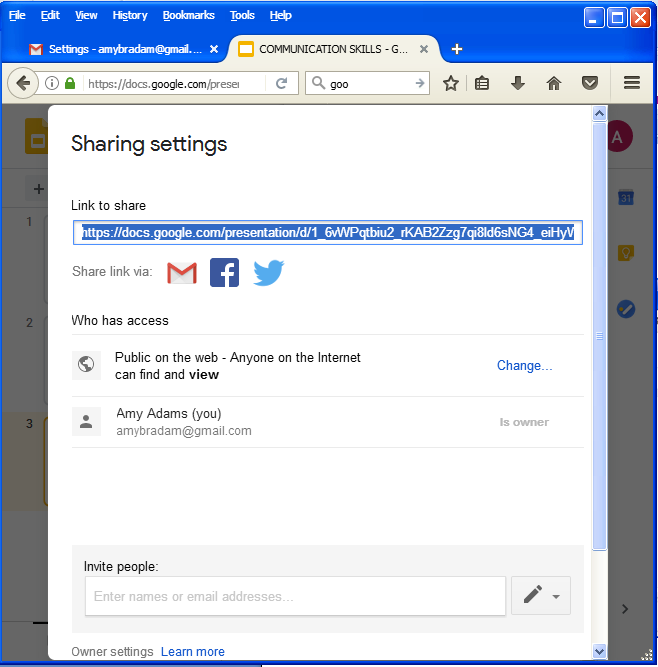 File Edit View History Bookmarks Tools Help
Settings - amybradam@gmail.... COMMUNICATION SKILLS - G...
https://docs.google.com/prese goo
A
Sharing settings
31
1
Link to share
https://docs.google.com/presentation/d/1_6vWPqtbiu2_rKAB2Zzg7qi8Id6sNG4_eiHyW
Share link via:
2
Who has access
Public on the web - Anyone on the Internet
can find and view
Change...
3
Amy Adams (you)
amybradam@gmail.com
Is owner
Invite people:
Enter names or email addresses...
Owner settings Learn more